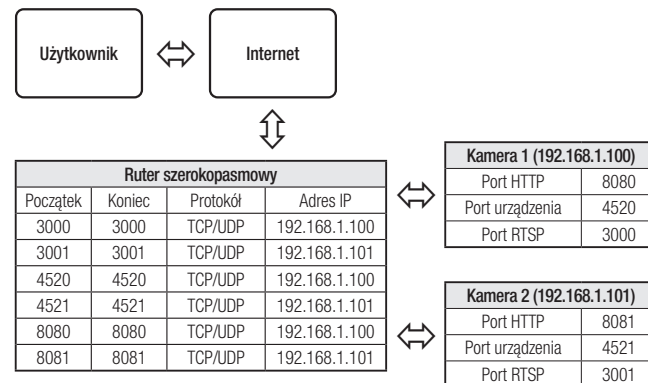 Użytkownik
Internet
Ruter szerokopasmowy
Początek Koniec Protokół Adres IP
3000 3000 TCP/UDP 192.168.1.100
3001 3001 TCP/UDP 192.168.1.101
4520 4520 TCP/UDP 192.168.1.100
4521 4521 TCP/UDP 192.168.1.101
8080 8080 TCP/UDP 192.168.1.100
8081 8081 TCP/UDP 192.168.1.101
Kamera 1 (192.168.1.100)
Port HTTP 8080
Port urządzenia 4520
Port RTSP 3000
Kamera 2 (192.168.1.101)
Port HTTP 8081
Port urządzenia 4521
Port RTSP 3001